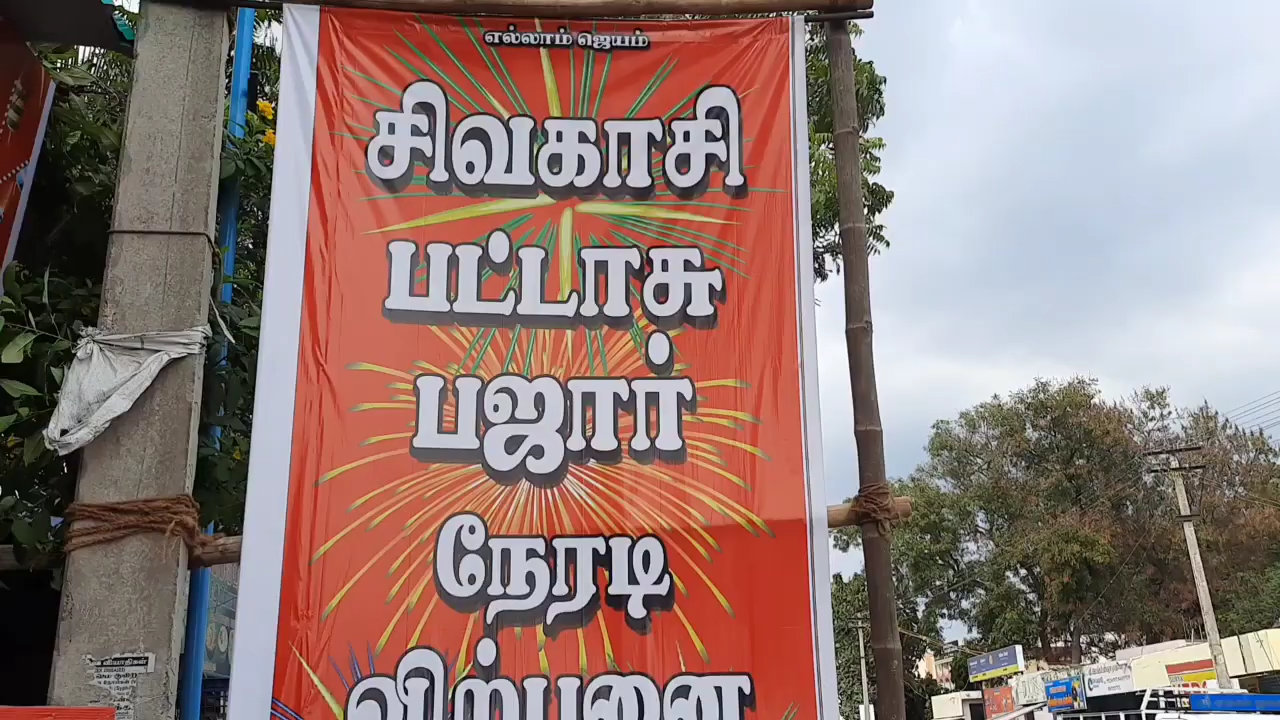 எல்லாம் ஜெயம்
சிவகாசி
பட்டாசு
பஜார்
நேரடி
விற்பனை